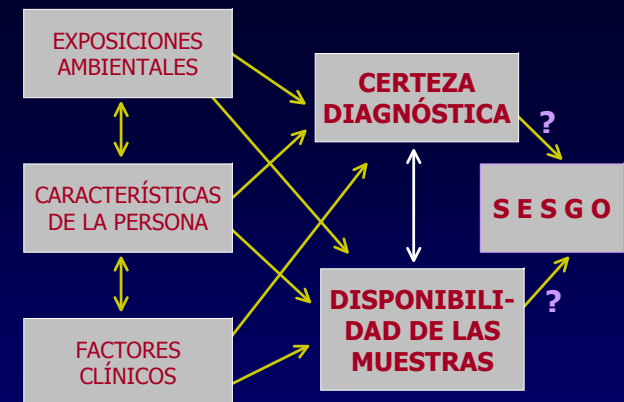 EXPOSICIONES
AMBIENTALES
CARACTERÍSTICAS
DE LA PERSONA
FACTORES
CLÍNICOS
CERTEZA
DIAGNÓSTICA
DISPONIBILI-
DAD DE LAS
MUESTRAS
?
?
S E S G O